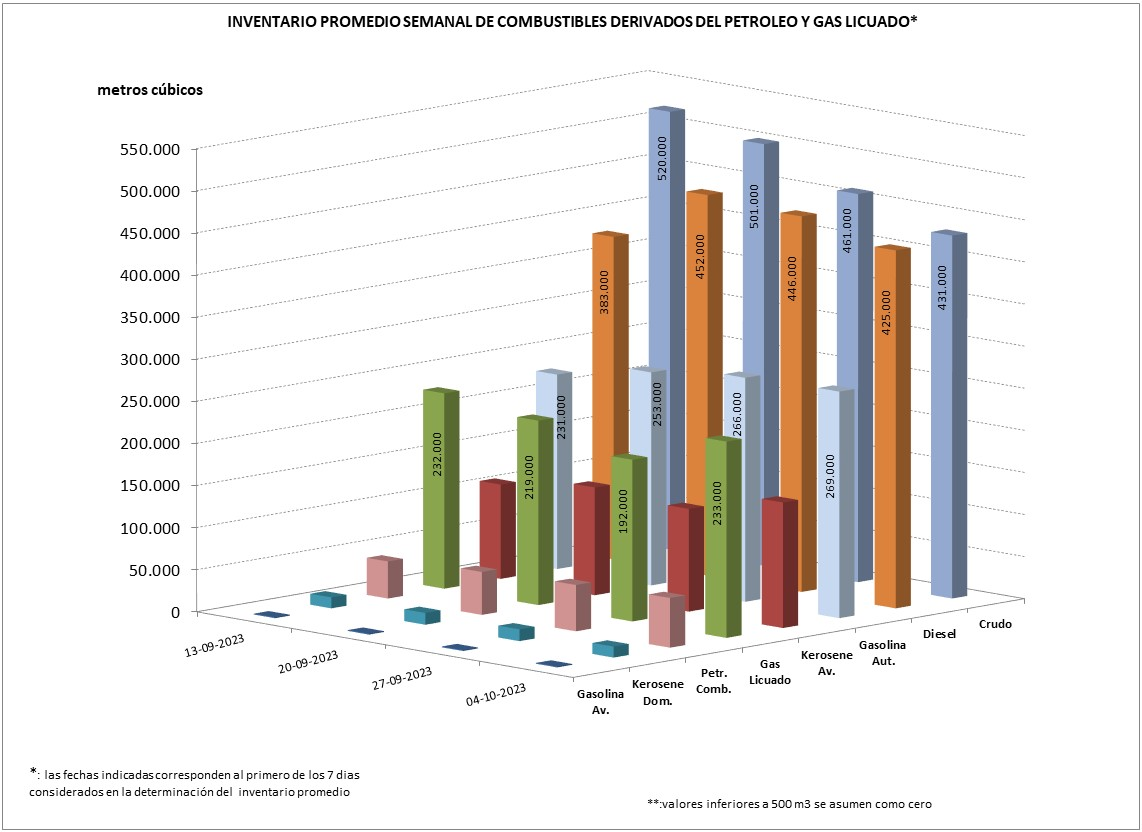 INVENTARIO PROMEDIO SEMANAL DE COMBUSTIBLES DERIVADOS DEL PETROLEO Y GAS LICUADO*
metros cúbicos
550.000
500.000
450.000
400.000
350.000
300.000
250.000
200.000
150.000
100.000
50.000
0
520.000
501.000
461.000
431.000
383.000
452.000
446.000
425.000
231.000
253.000
266.000
269.000
232.000
219.000
192.000
233.000
13-09-2023
20-09-2023
27-09-2023
04-10-2023
Gasolina
Av.
Kerosene
Dom.
Petr.
Comb.
Gas
Licuado
Kerosene
Av.
Gasolina
Aut.
Diesel
Crudo
*: las fechas indicadas corresponden al primero de los 7 dias
considerados en la determinación del inventario promedio
**:valores inferiores a 500 m3 se asumen como cero